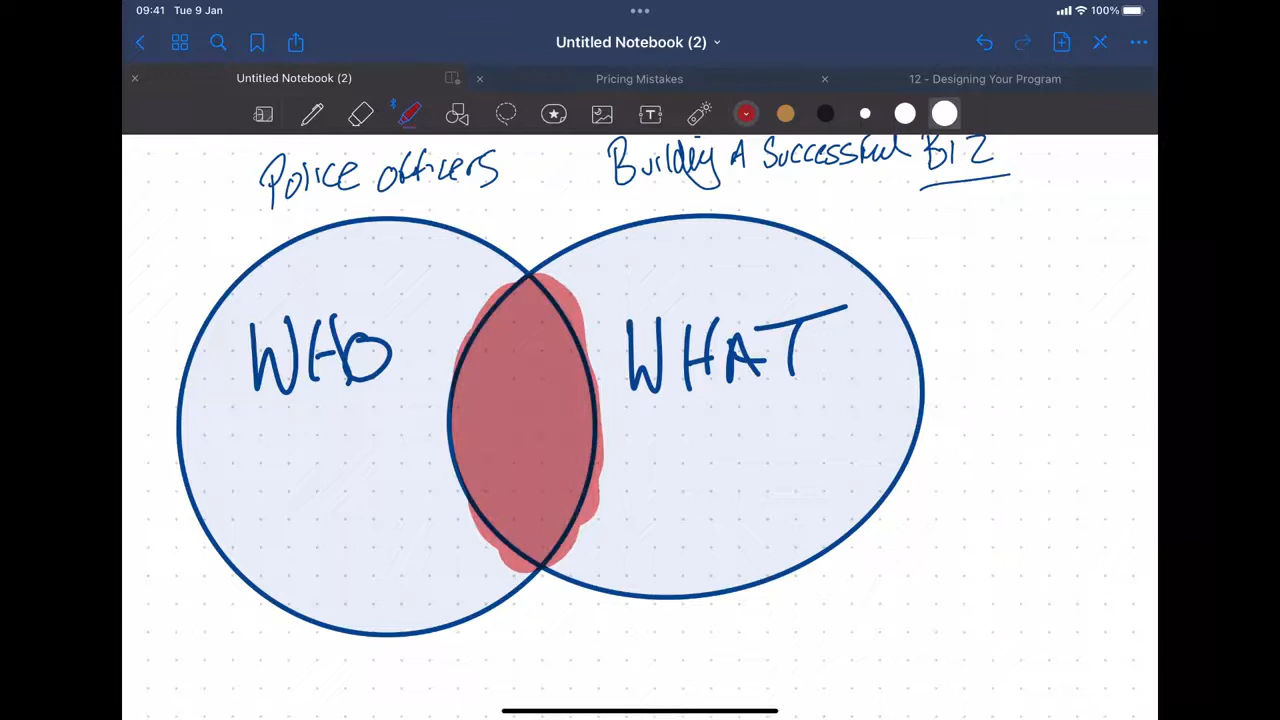 09:41 Tue 9 Jan 100%
Untitled Notebook (2)
Untitled Notebook (2) Pricing Mistakes 12 - Designing Your Program
Police officers Building A Successful BIZ
WHO WHAT